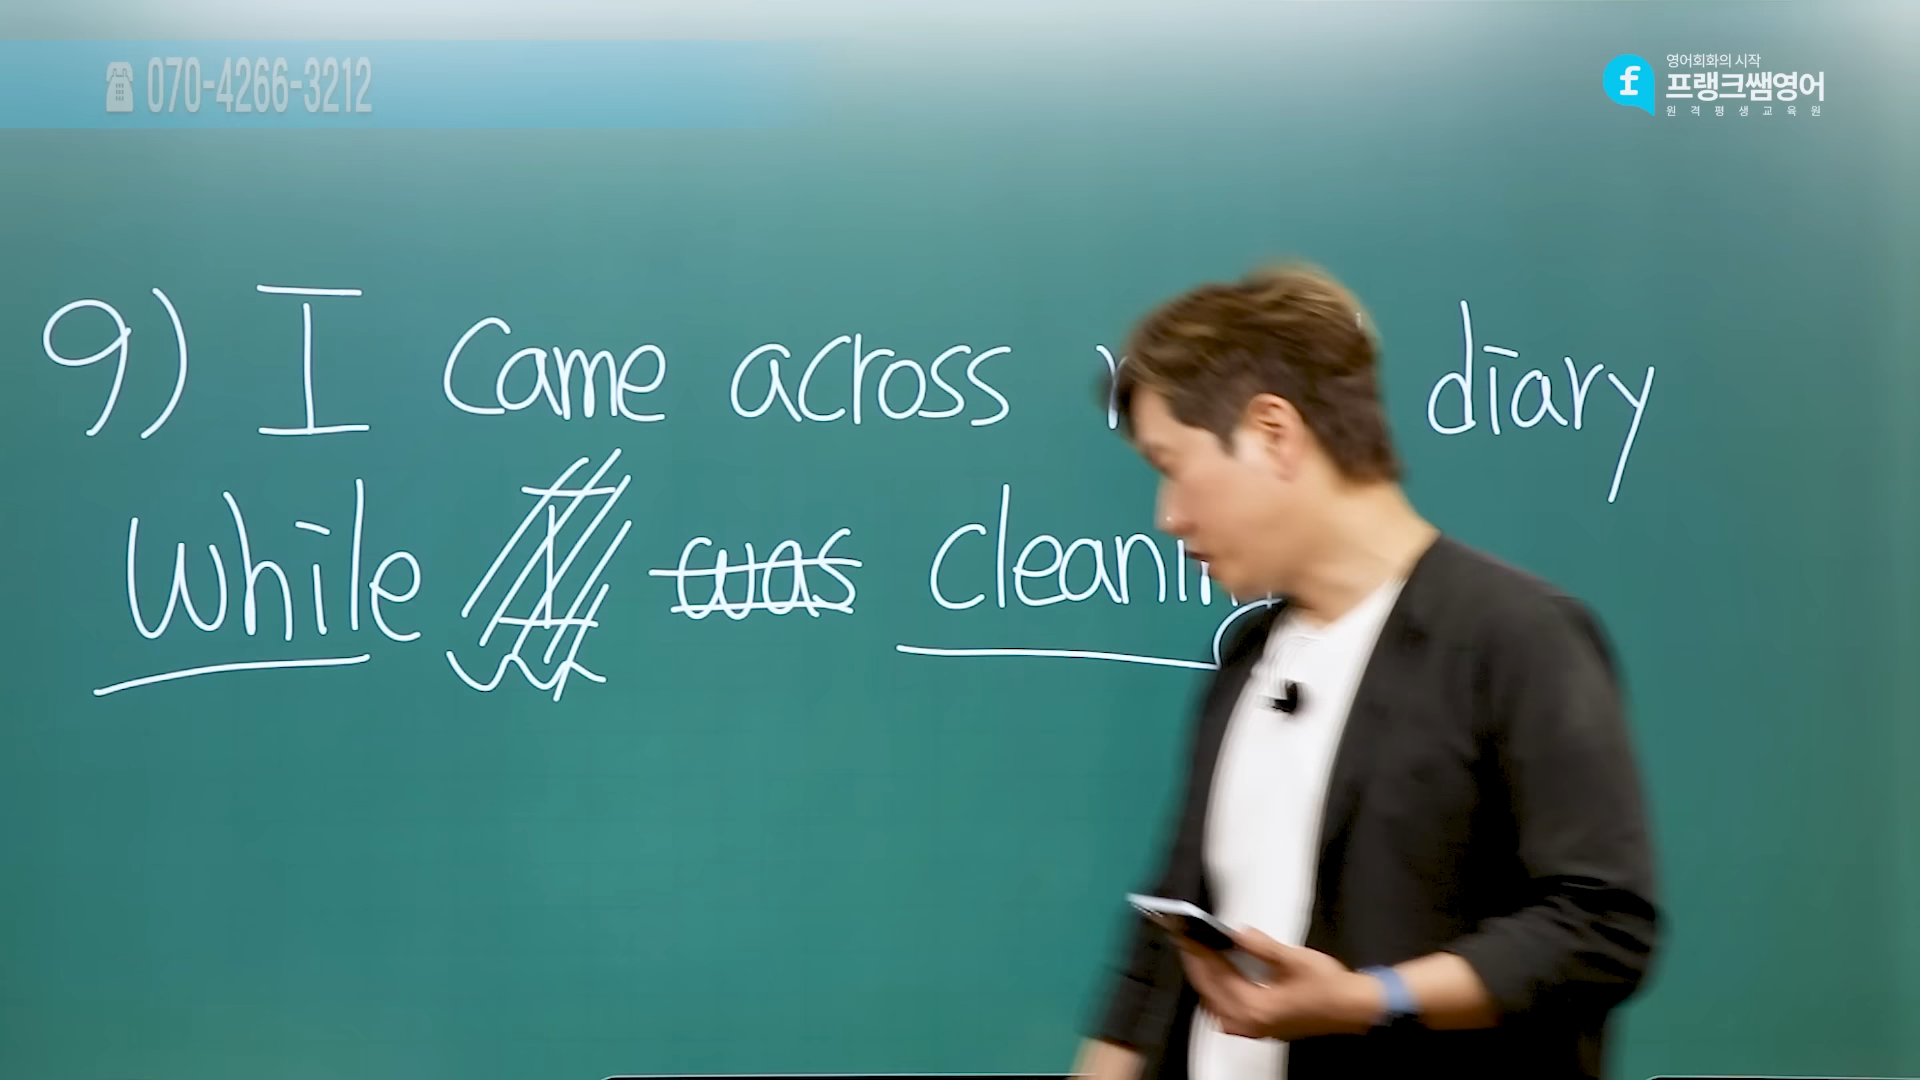 070-4266-3212
영어회화의 시작
프랭크쌤영어
원격평생교육원
9) I came across diary
while I was